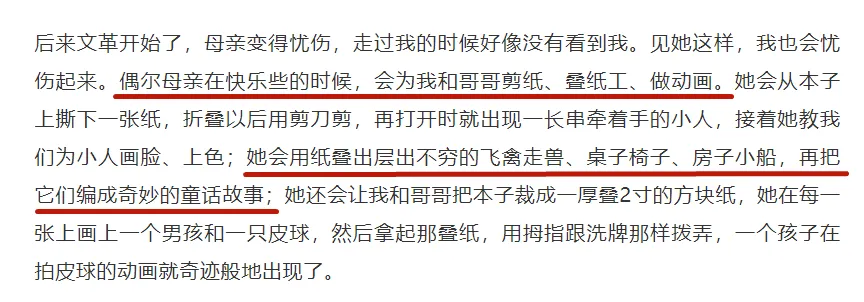 后来文革开始了，母亲变得忧伤，走过我的时候好像没有看到我。见她这样，我也会忧
伤起来。偶尔母亲在快乐些的时候，会为我和哥哥剪纸、叠纸工、做动画。她会从本子
上撕下一张纸，折叠以后用剪刀剪，再打开时就出现一长串牵着手的小人，接着她教我
们为小人画脸、上色；她会用纸叠出层出不穷的飞禽走兽、桌子椅子、房子小船，再把
它们编成奇妙的童话故事；她还会让我和哥哥把本子裁成一厚叠2寸的方块纸，她在每一
张上画上一个男孩和一只皮球，然后拿起那叠纸，用拇指跟洗牌那样拨弄，一个孩子在
拍皮球的动画就奇迹般地出现了。